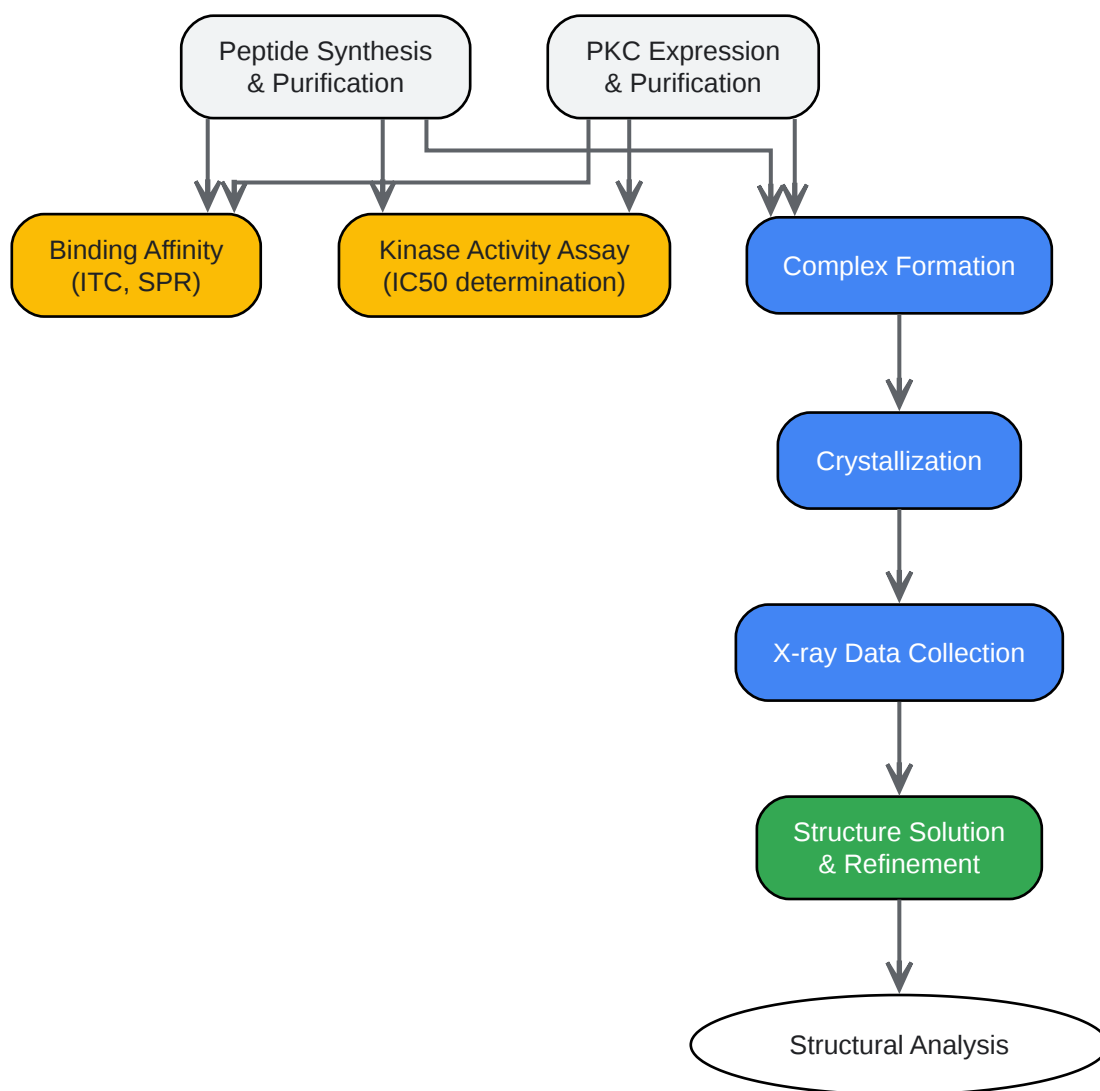 Peptide Synthesis
& Purification
PKC Expression
& Purification
Binding Affinity
(ITC, SPR)
Kinase Activity Assay
(IC50 determination)
Complex Formation
Crystallization
X-ray Data Collection
Structure Solution
& Refinement
Structural Analysis